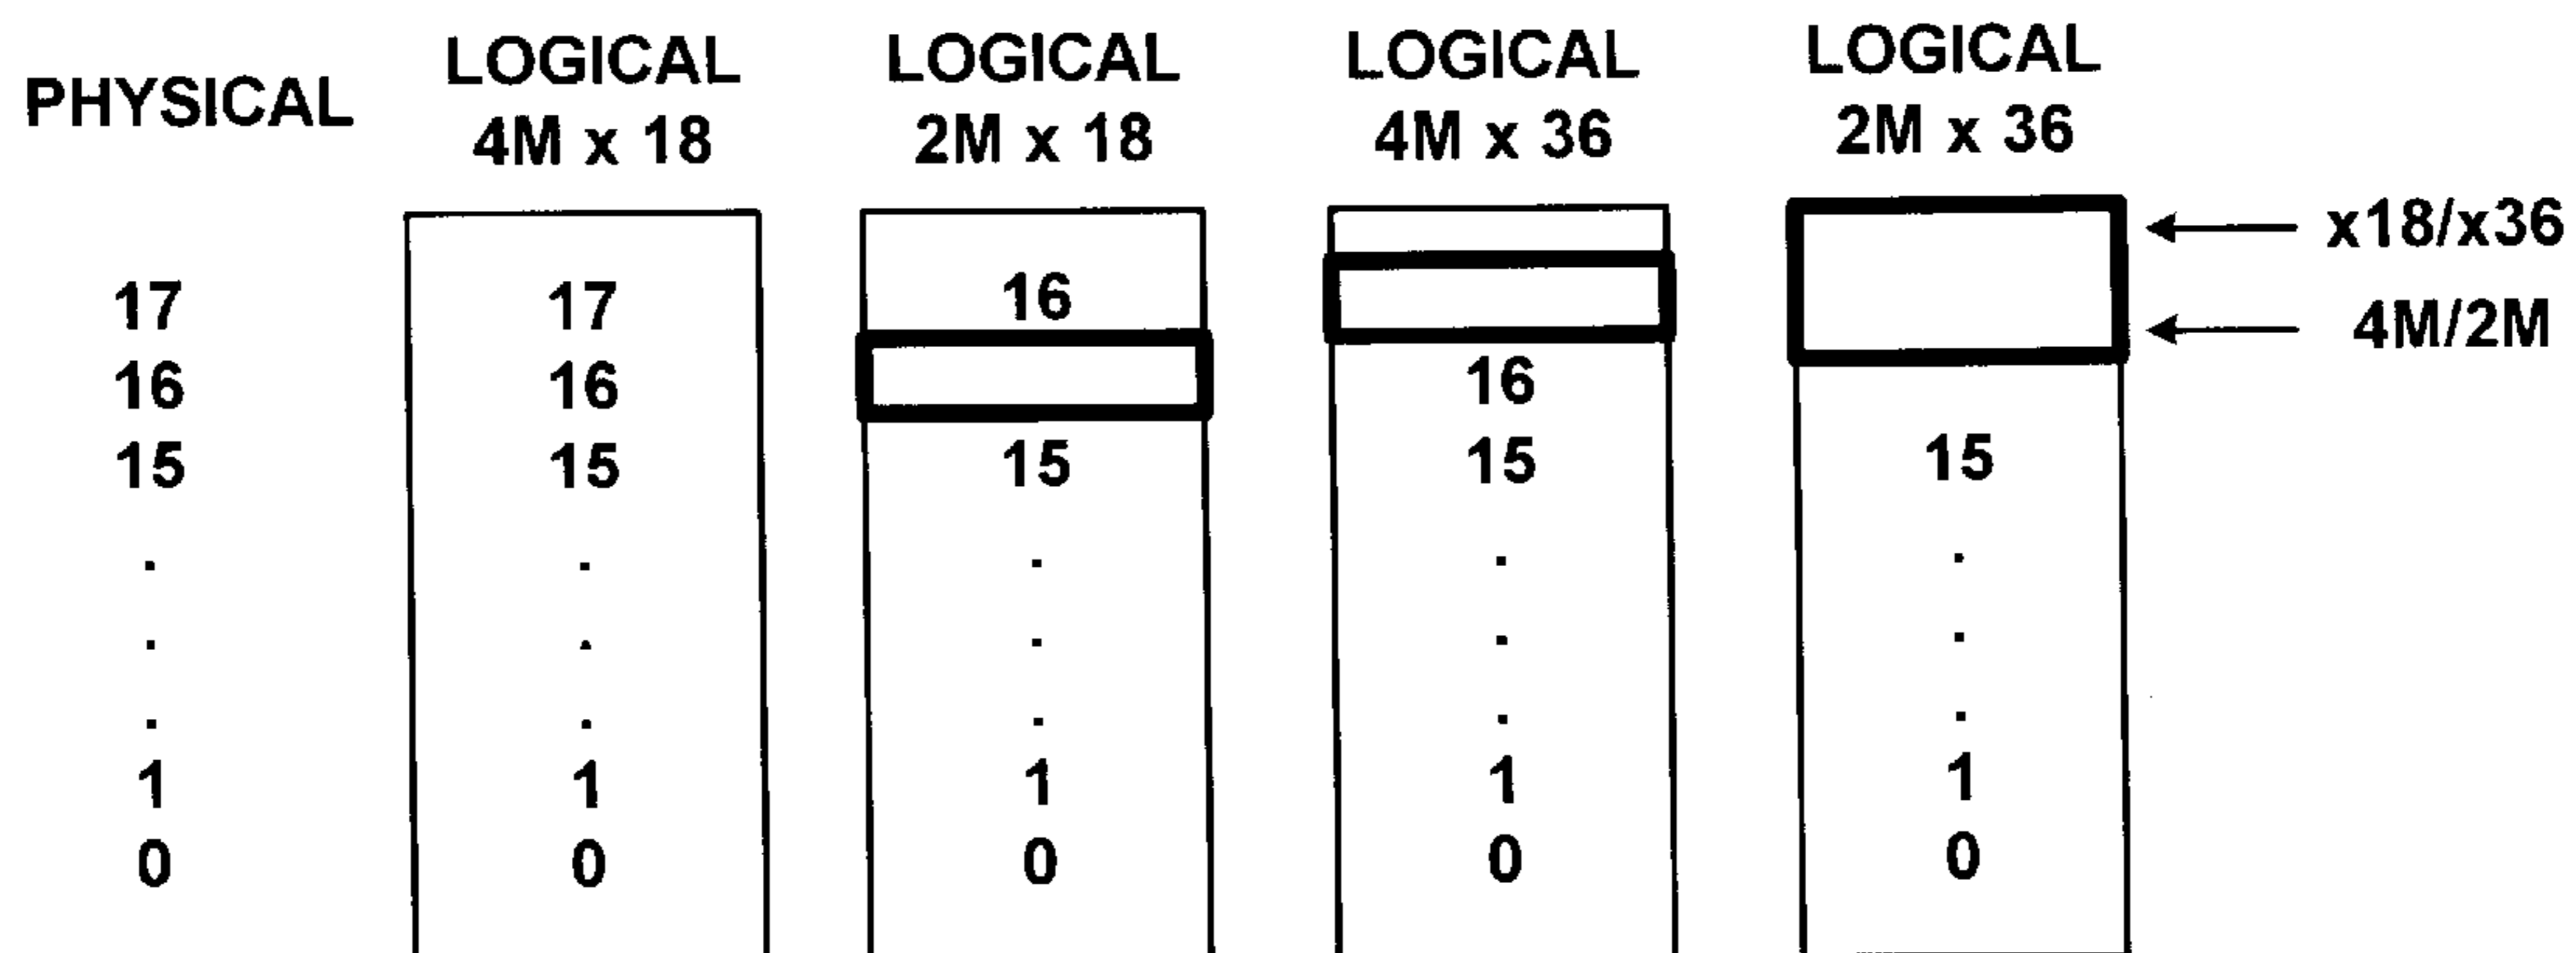 PHYSICAL LOGICAL 4M x 18 LOGICAL 2M x 18 LOGICAL 4M x 36 LOGICAL 2M x 36
x18/x36
17 17 16 4M/2M
16 16 16
15 15 15 15 15
. . . . .
. . . . .
. . . . .
1 1 1 1 1
0 0 0 0 0